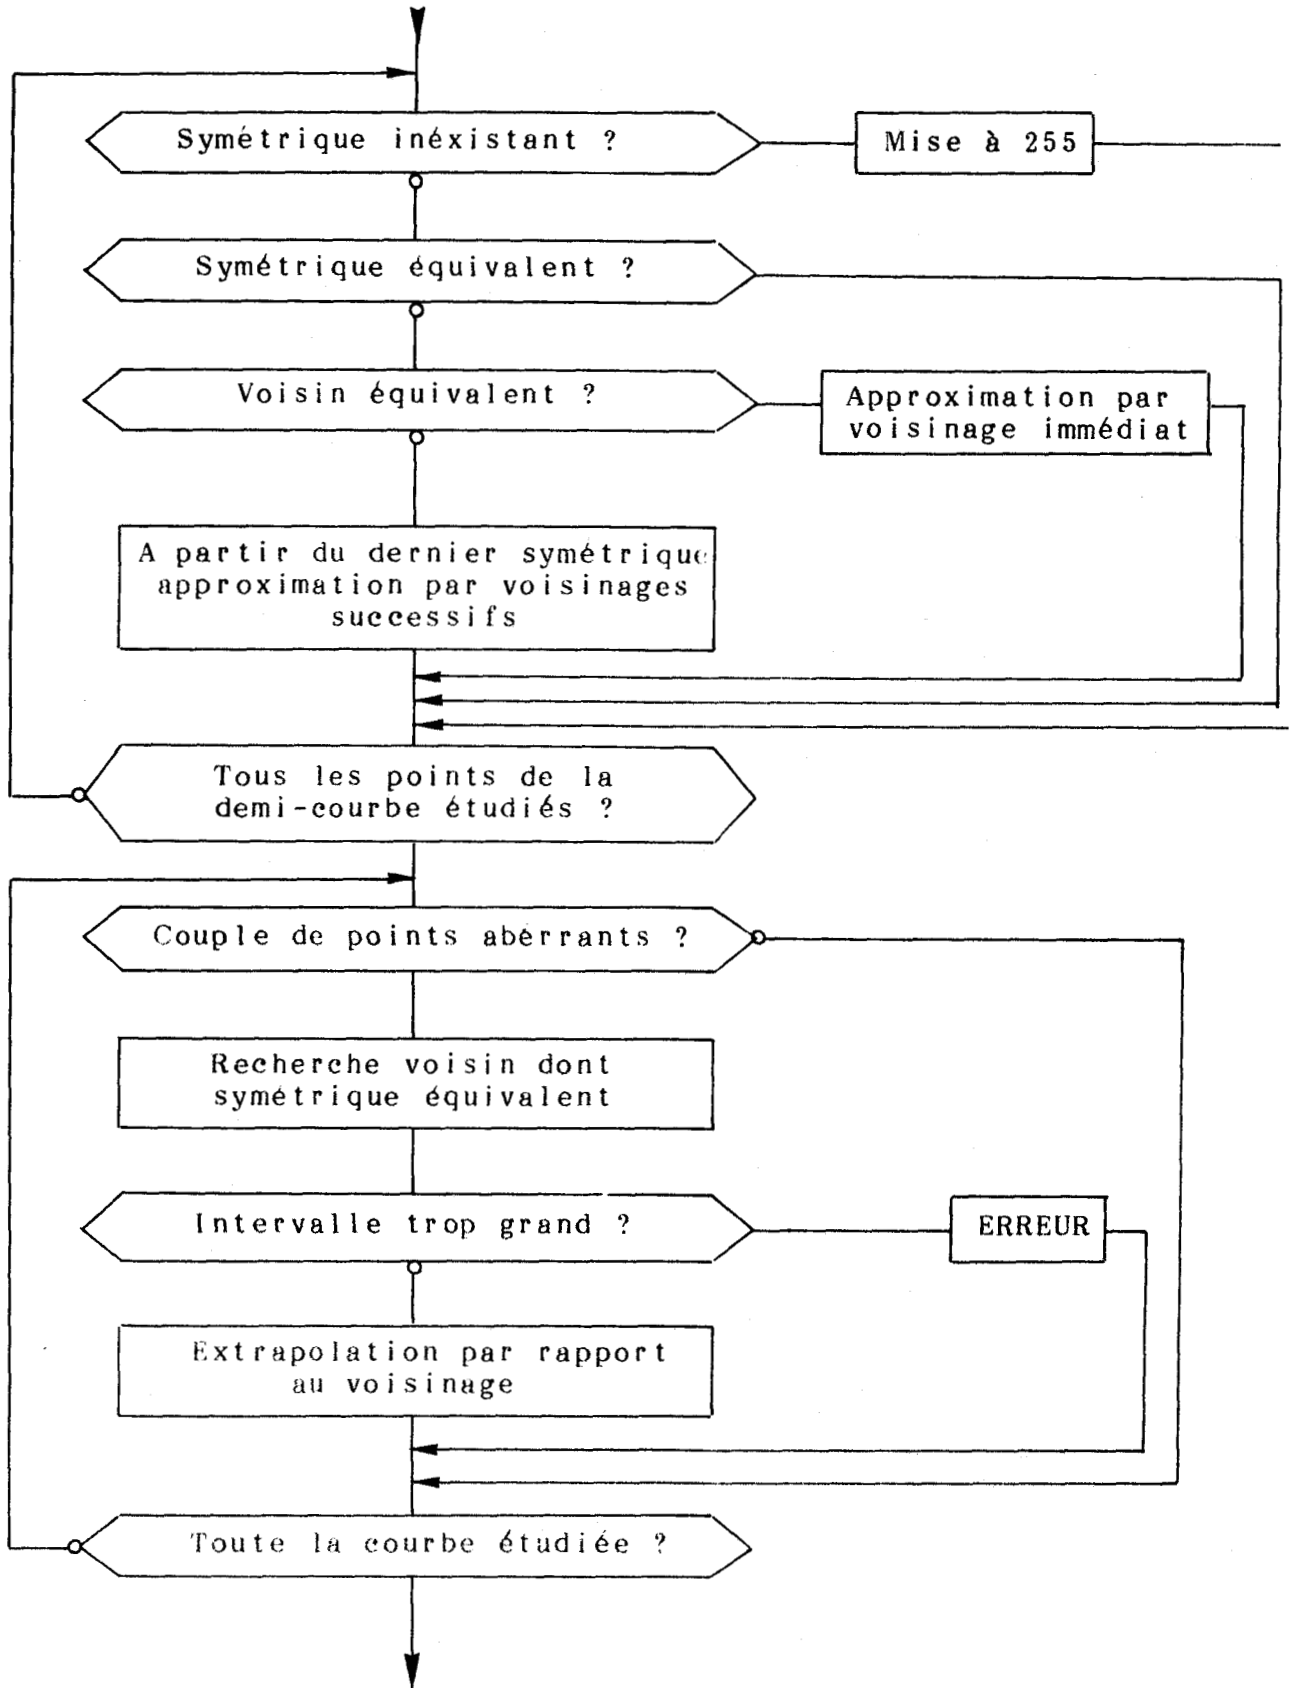 Symétrique inéxistant ?
Mise à 255
Symétrique équivalent ?
Voisin équivalent ?
Approximation par
voisinage immédiat
A partir du dernier symétrique
approximation par voisinages
successifs
Tous les points de la
demi-courbe étudiés ?
Couple de points abérrants ?
Recherche voisin dont
symétrique équivalent
Intervalle trop grand ?
ERREUR
Extrapolation par rapport
au voisinage
Toute la courbe étudiée ?